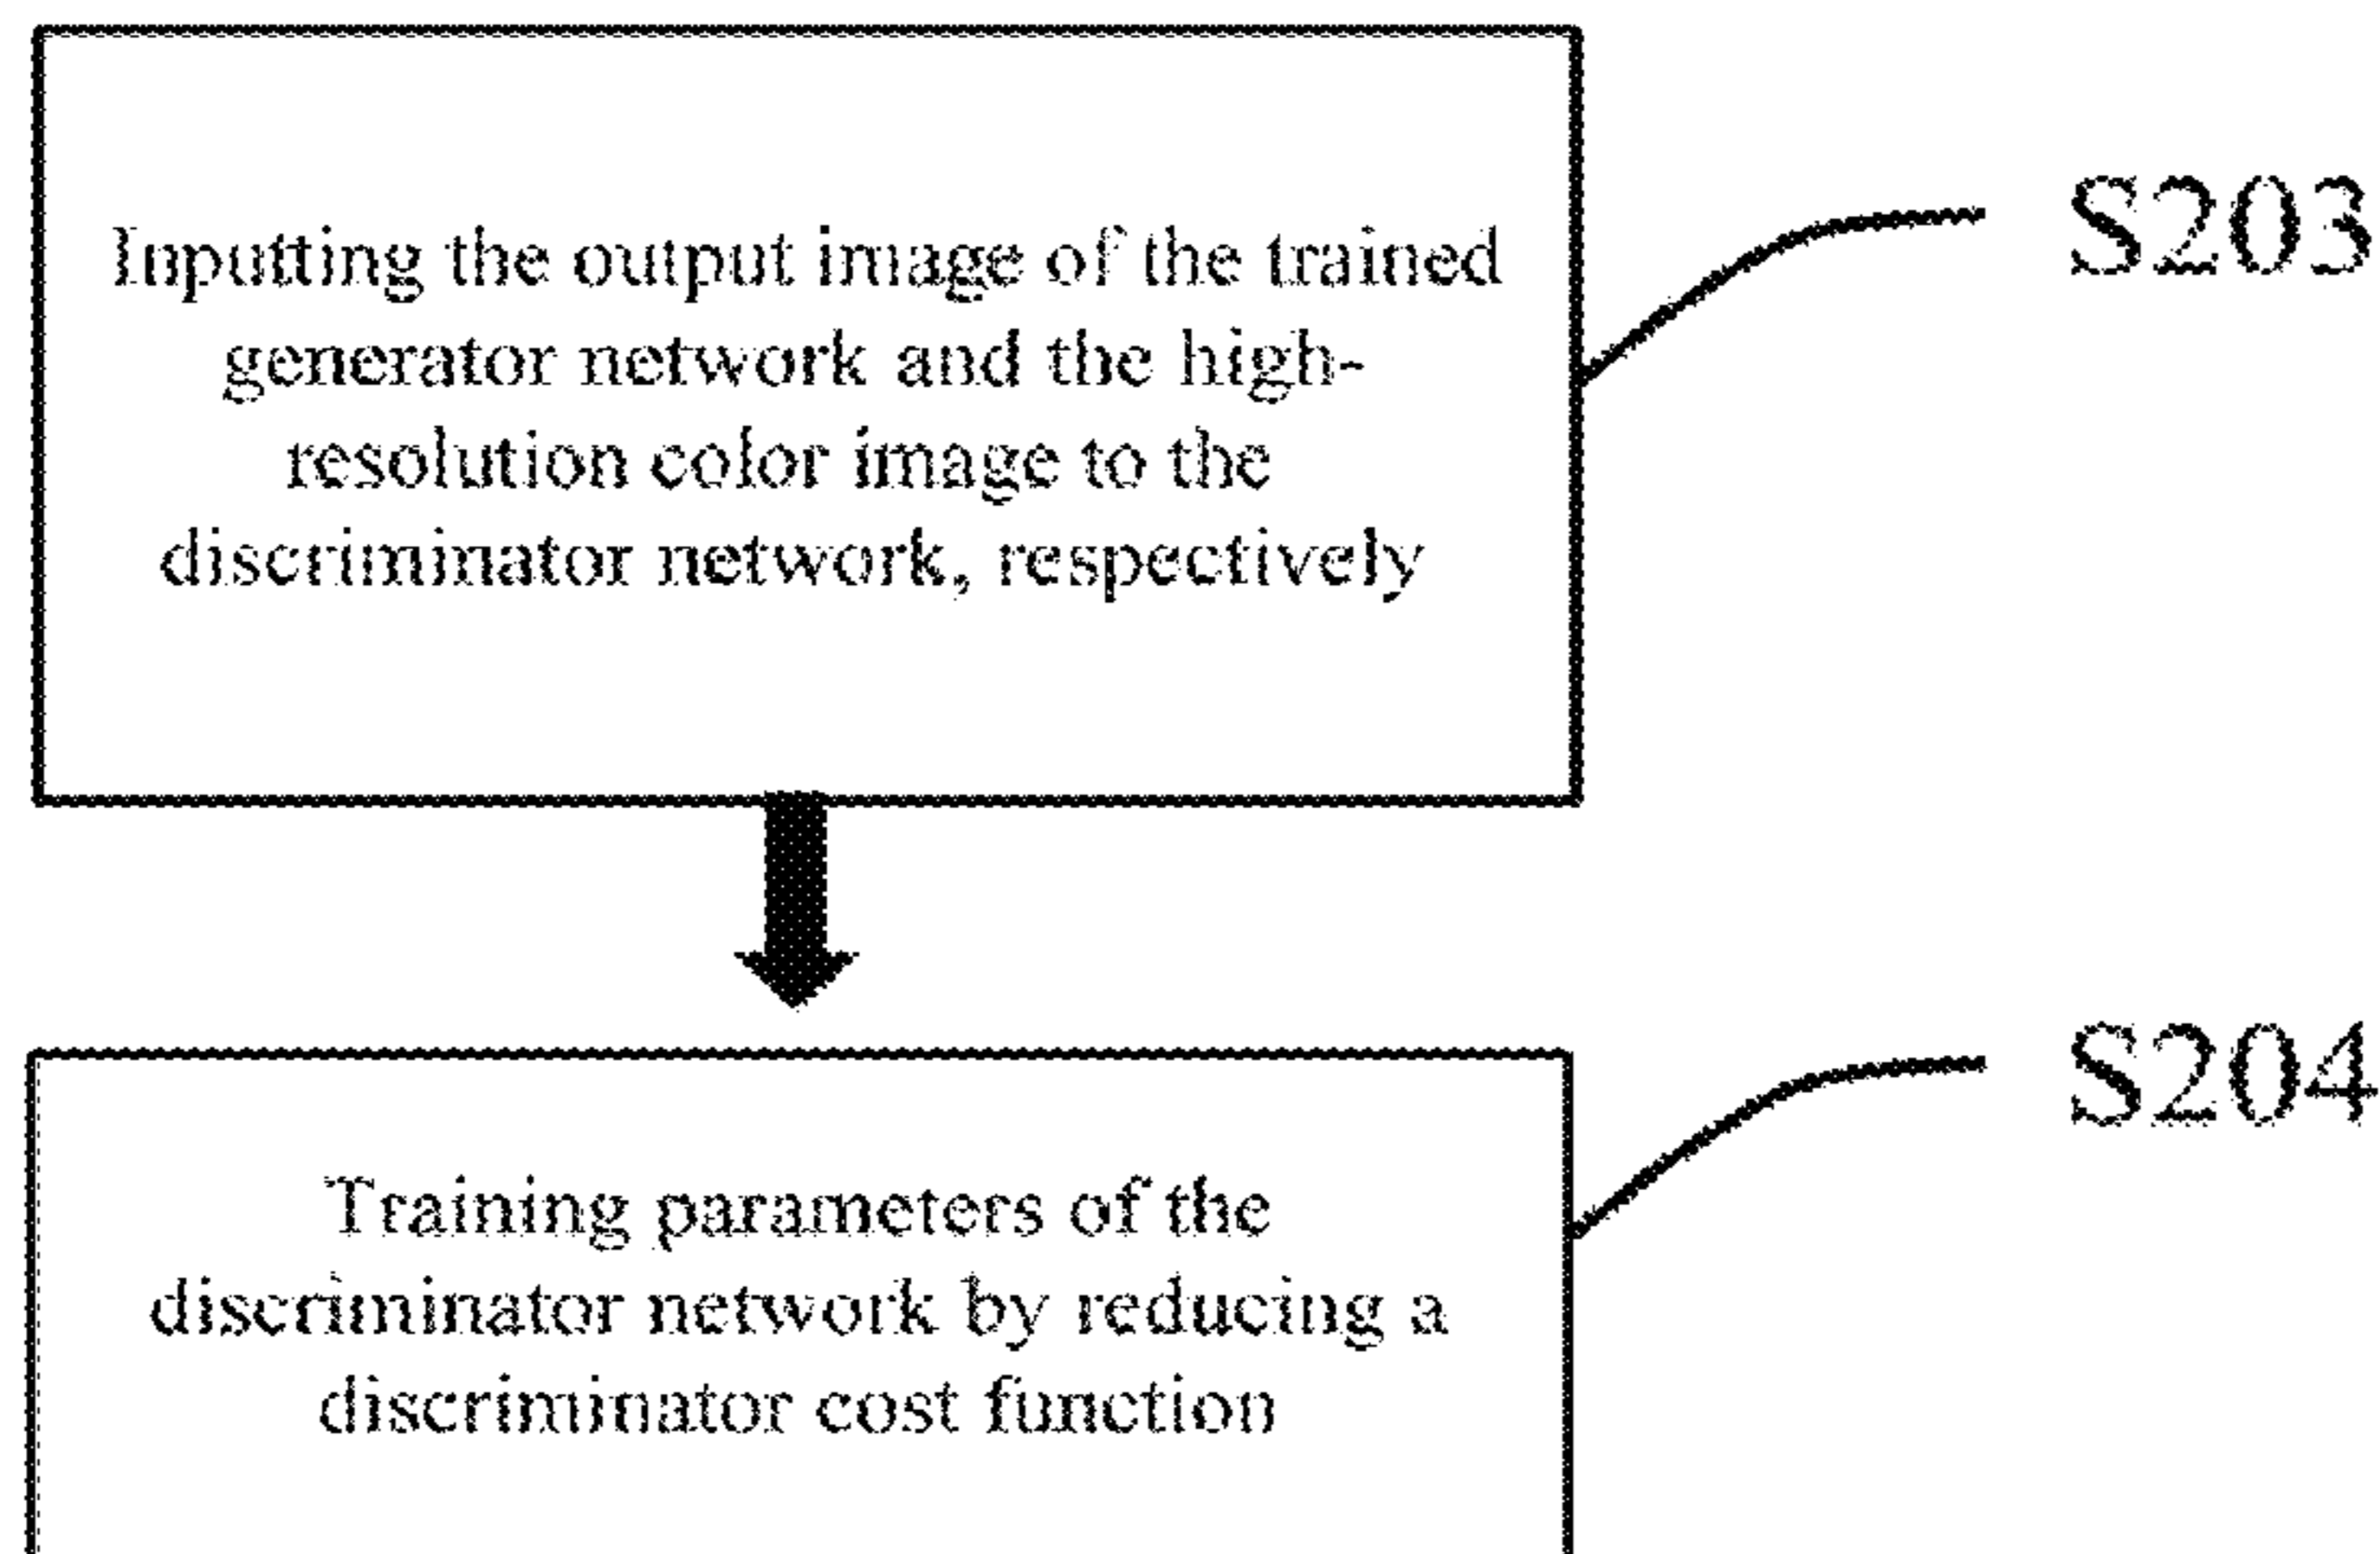 Inputting the output image of the trained
generator network and the high-
resolution color image to the
discriminator network, respectively
S203
Training parameters of the
discriminator network by reducing a
discriminator cost function
S204